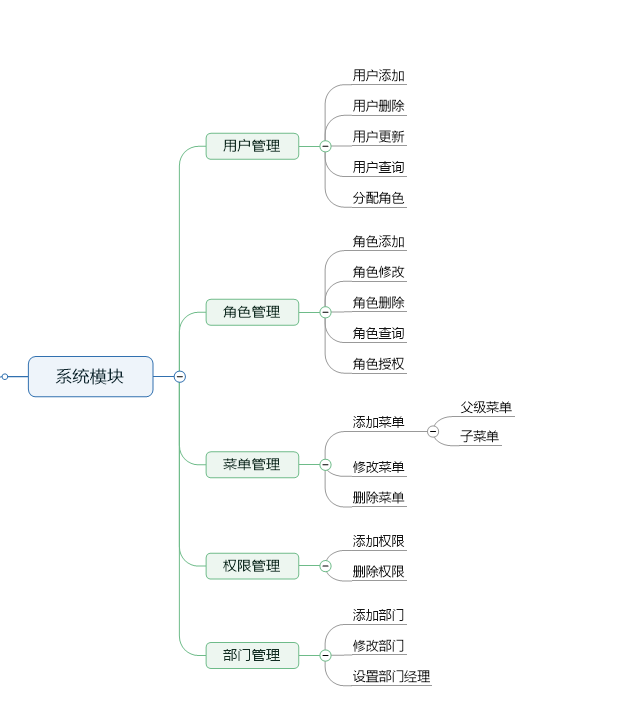 系统模块
用户管理
用户添加
用户删除
用户更新
用户查询
分配角色
角色管理
角色添加
角色修改
角色删除
角色查询
角色授权
菜单管理
添加菜单
父级菜单
子菜单
修改菜单
删除菜单
权限管理
添加权限
删除权限
部门管理
添加部门
修改部门
设置部门经理